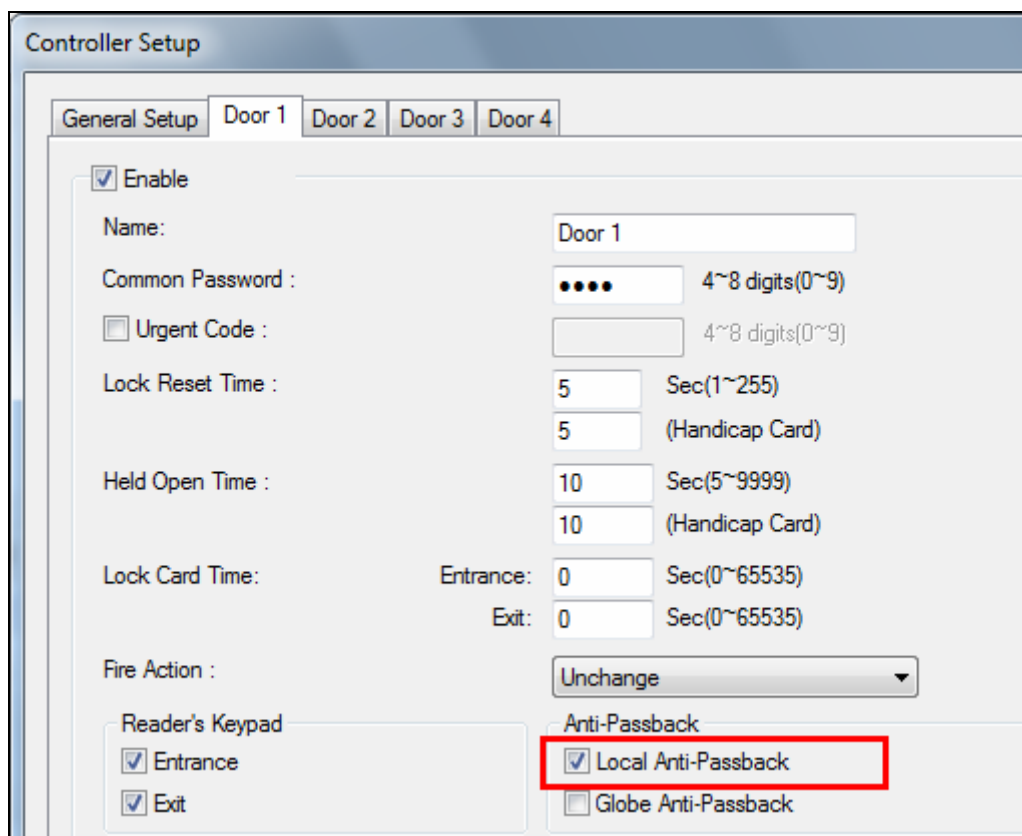 Controller Setup
General Setup Door 1 Door 2 Door 3 Door 4
Enable
Name: Door 1
Common Password : •••• 4~8 digits(0~9)
Urgent Code : 4~8 digits(0~9)
Lock Reset Time : 5 Sec(1~255)
5 (Handicap Card)
Held Open Time : 10 Sec(5~9999)
10 (Handicap Card)
Lock Card Time: Entrance: 0 Sec(0~65535)
Exit: 0 Sec(0~65535)
Fire Action : Unchange
Reader's Keypad Anti-Passback
Entrance Local Anti-Passback
Exit Globe Anti-Passback